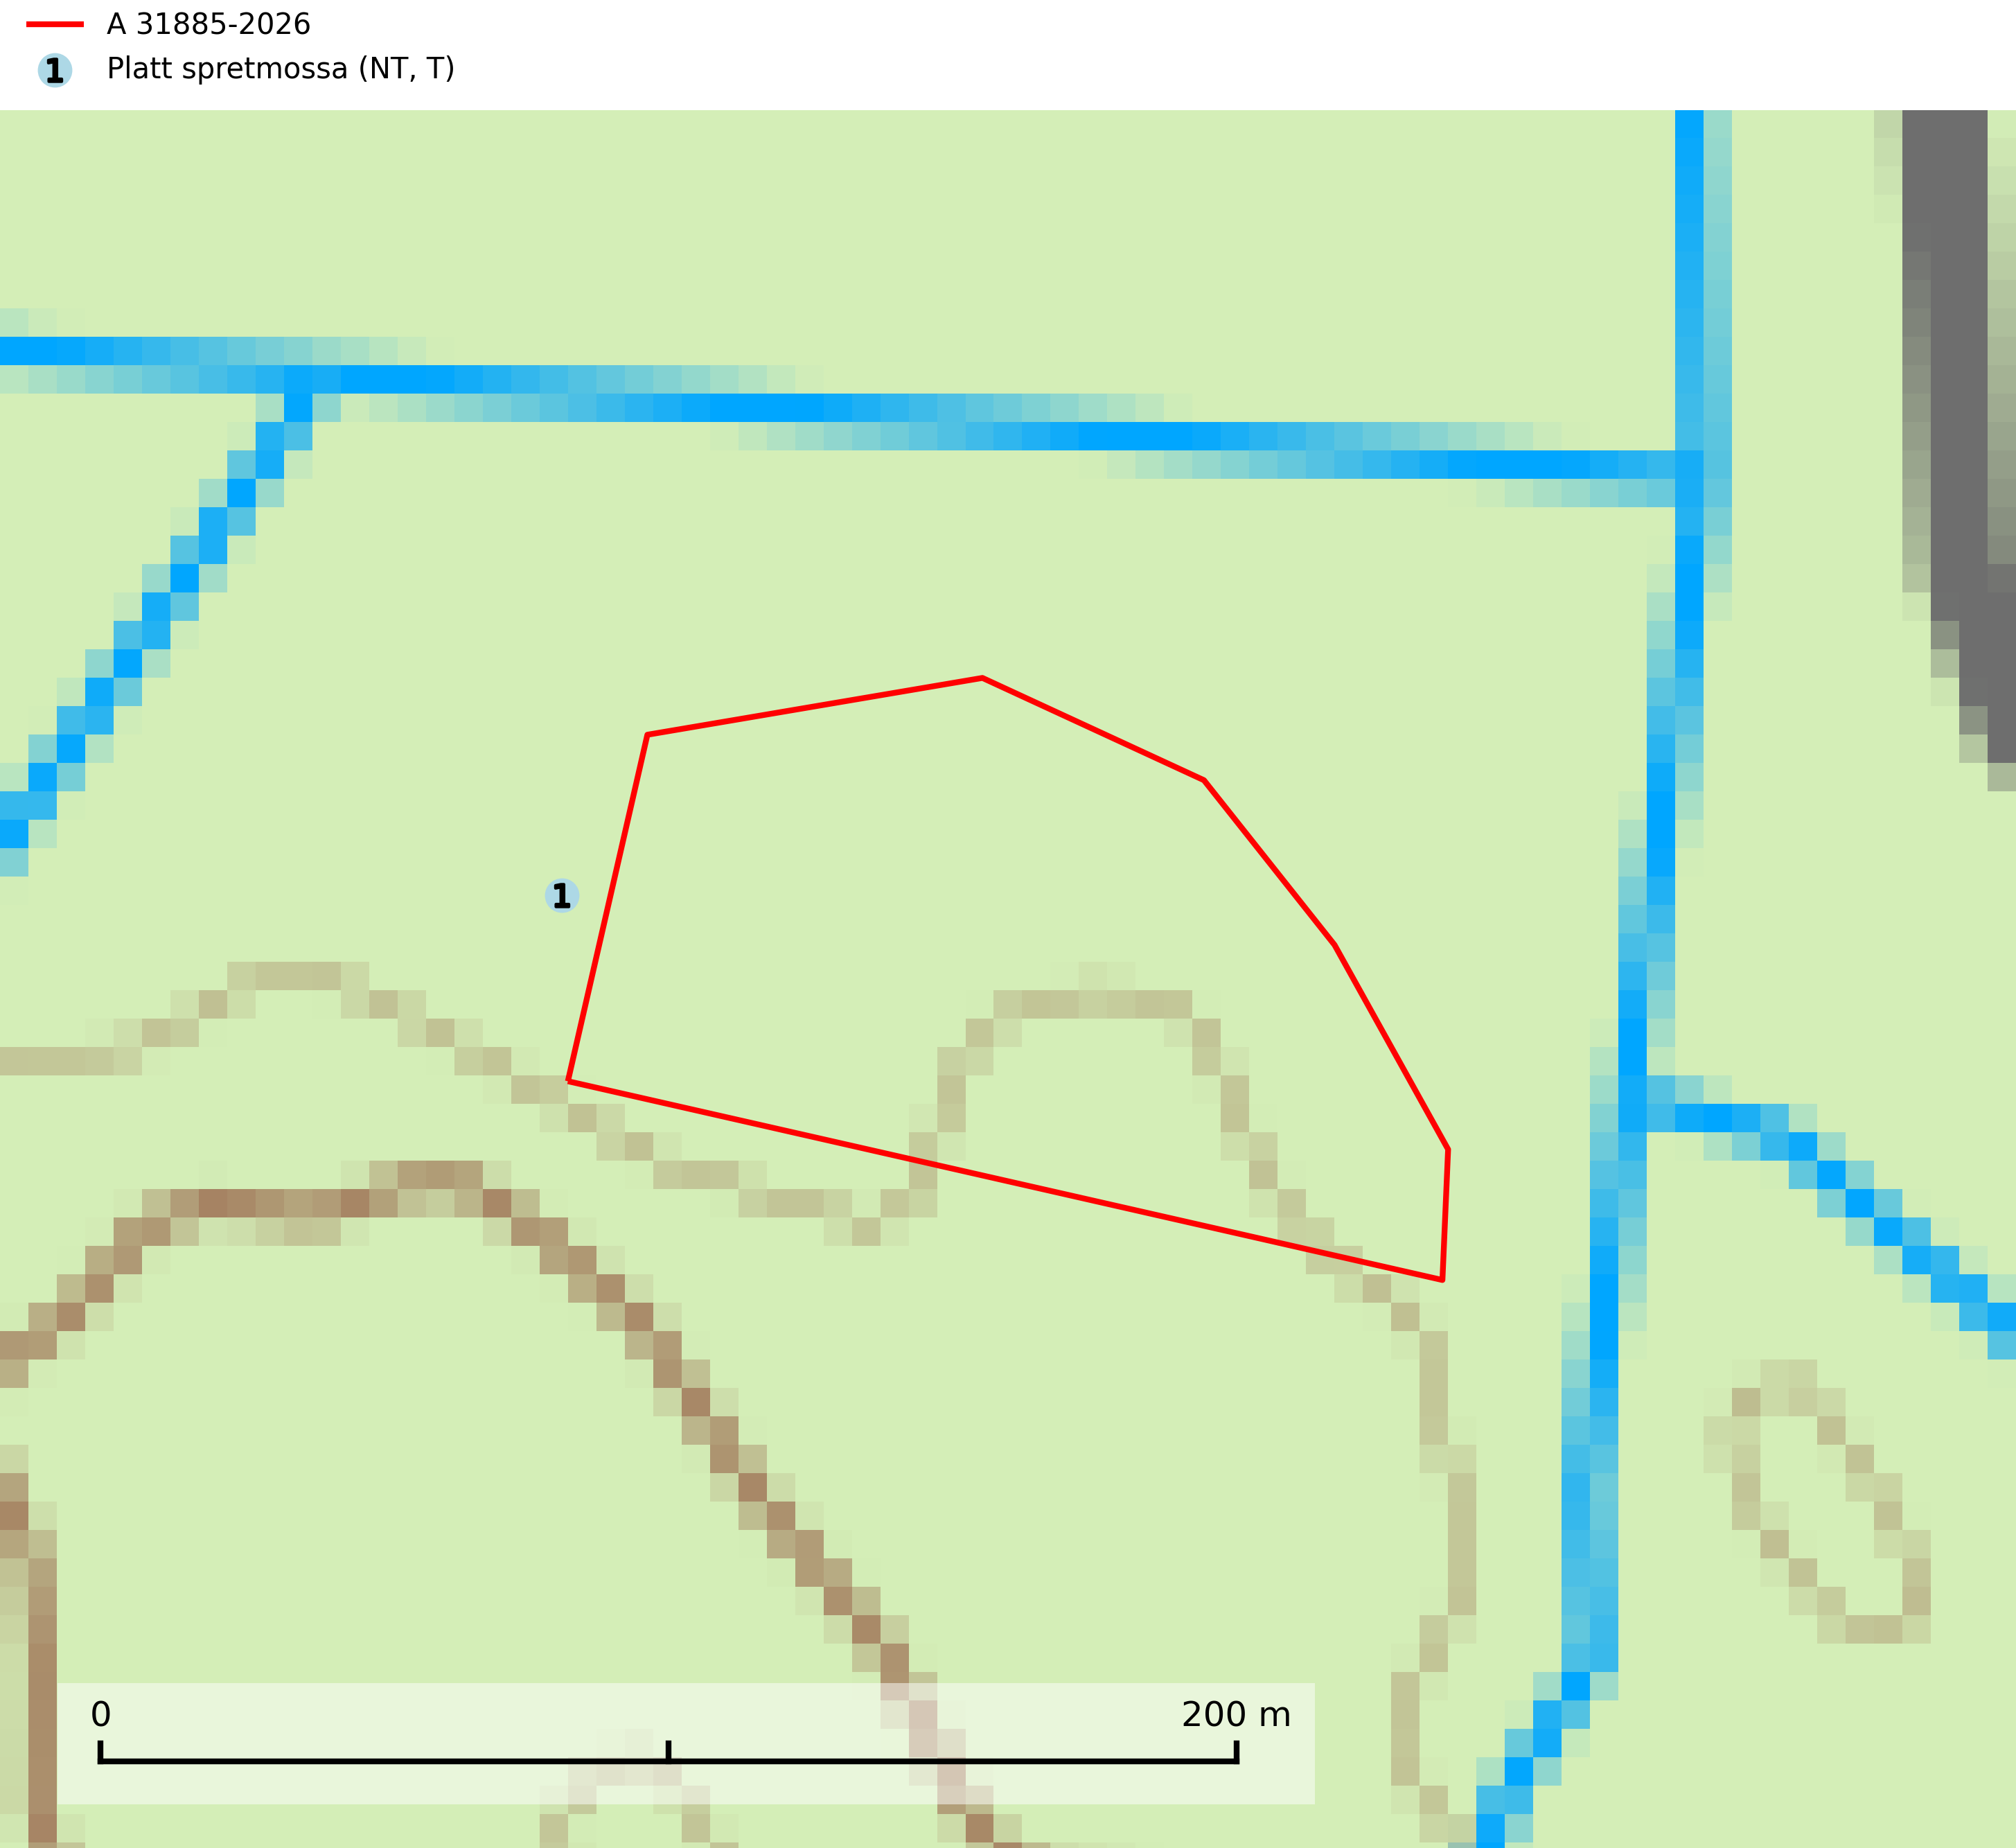 A 31885-2026
1 Platt spretmossa (NT, T)
1
0 200 m